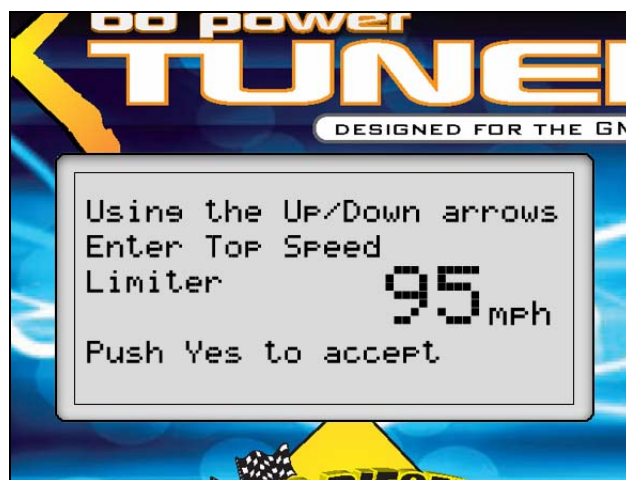 bd power
TUNE
DESIGNED FOR THE GM
Using the Up/Down arrows
Enter Top Speed
Limiter 95 mph
Push Yes to accept